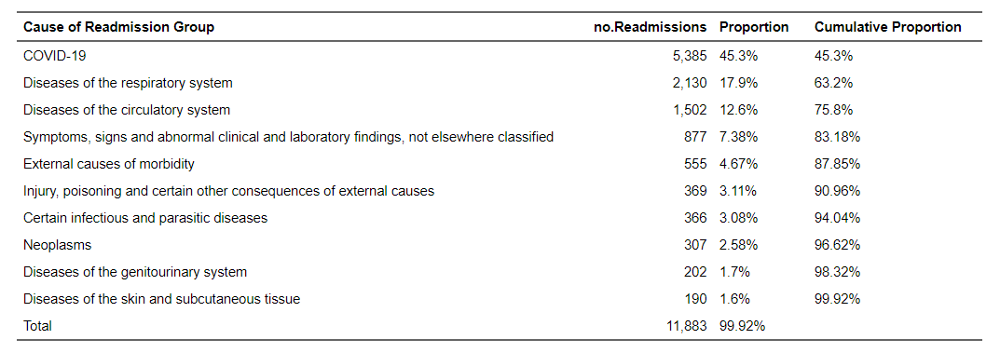 Cause of Readmission Group no.Readmissions Proportion Cumulative Proportion
COVID-19 5,385 45.3% 45.3%
Diseases of the respiratory system 2,130 17.9% 63.2%
Diseases of the circulatory system 1,502 12.6% 75.8%
Symptoms, signs and abnormal clinical and laboratory findings, not elsewhere classified 877 7.38% 83.18%
External causes of morbidity 555 4.67% 87.85%
Injury, poisoning and certain other consequences of external causes 369 3.11% 90.96%
Certain infectious and parasitic diseases 366 3.08% 94.04%
Neoplasms 307 2.58% 96.62%
Diseases of the genitourinary system 202 1.7% 98.32%
Diseases of the skin and subcutaneous tissue 190 1.6% 99.92%
Total 11,883 99.92%